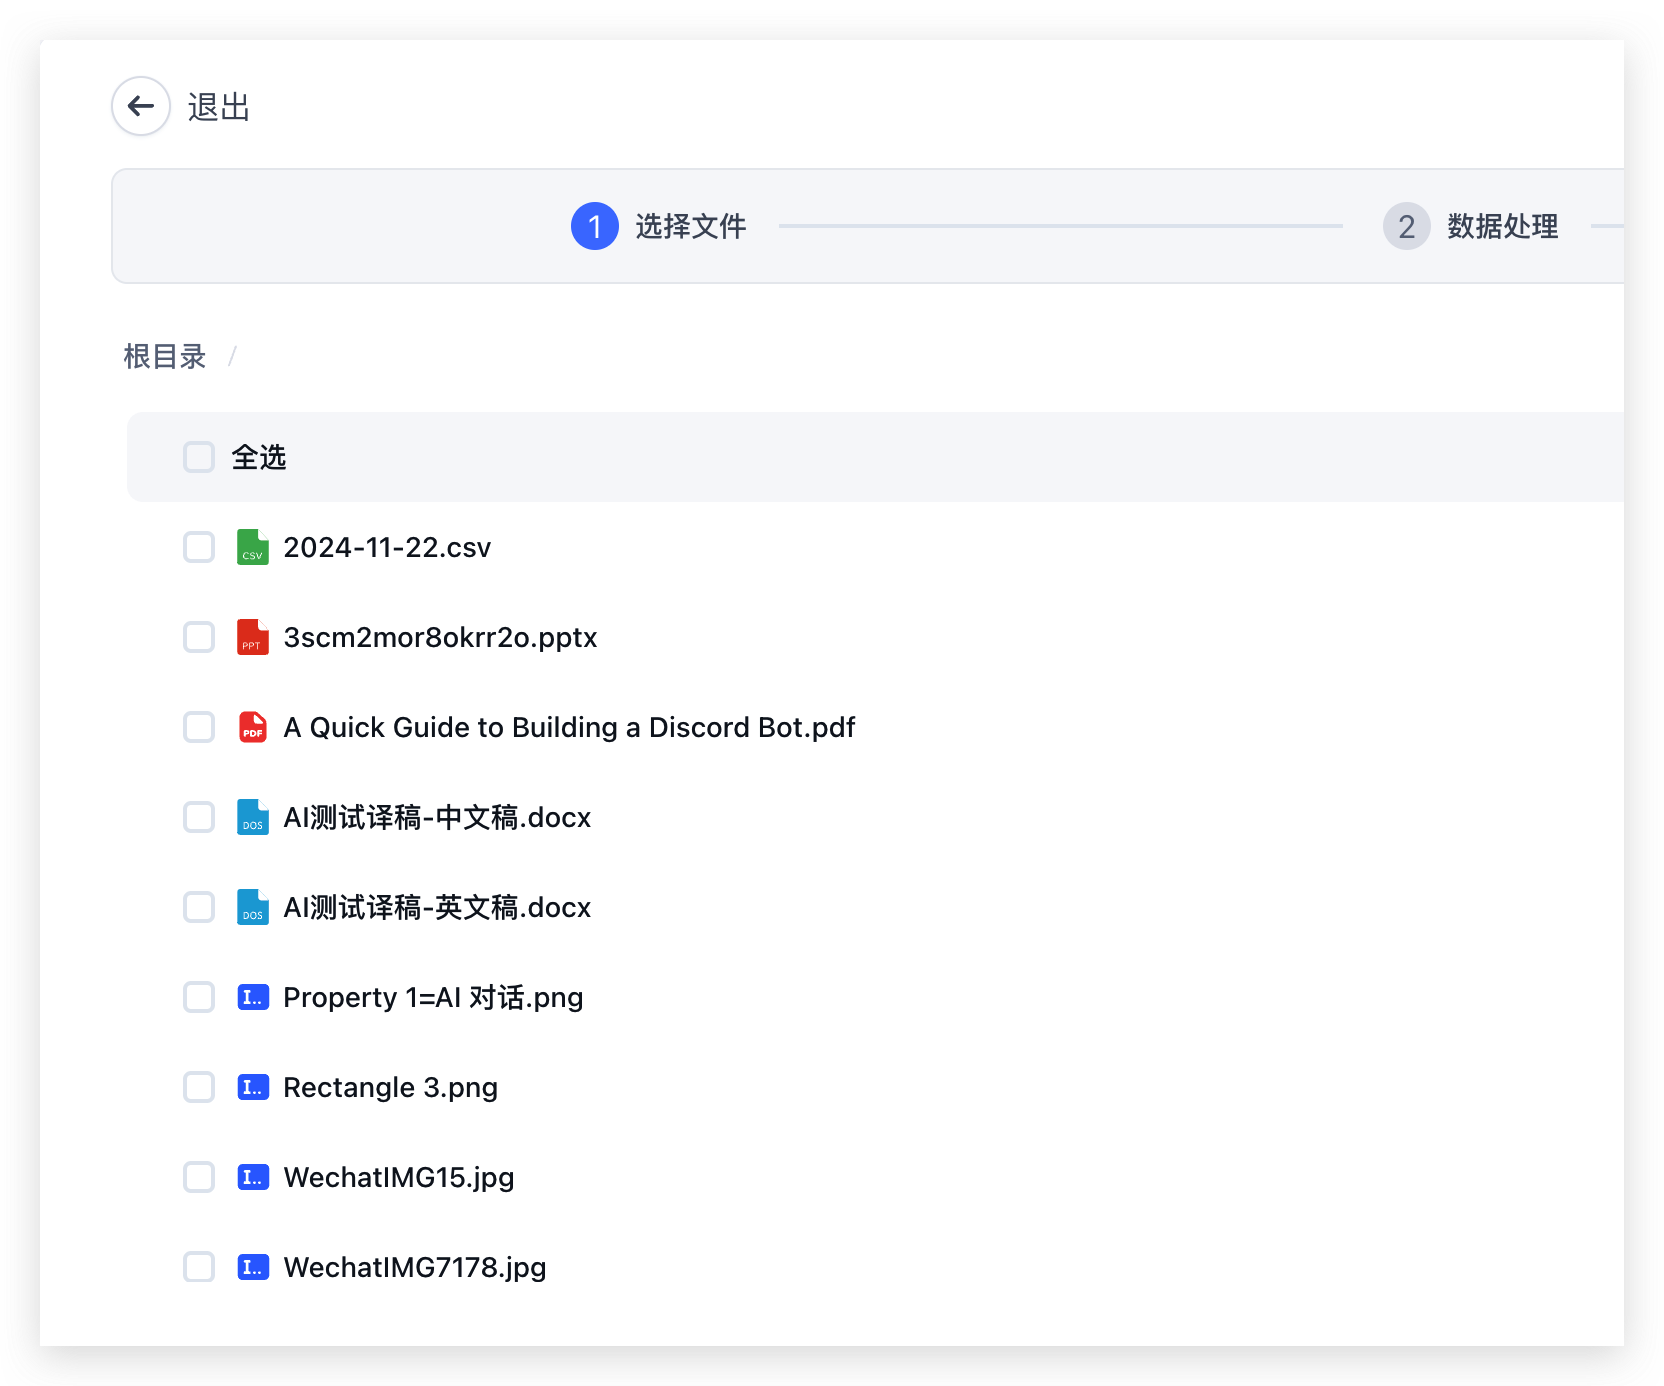 退出
1 选择文件 2 数据处理
根目录 /
全选
CSV 2024-11-22.csv
PPT 3scm2mor8okrr2o.pptx
PDF A Quick Guide to Building a Discord Bot.pdf
DOS AI测试译稿-中文稿.docx
DOS AI测试译稿-英文稿.docx
I.. Property 1=AI 对话.png
I.. Rectangle 3.png
I.. WechatIMG15.jpg
I.. WechatIMG7178.jpg